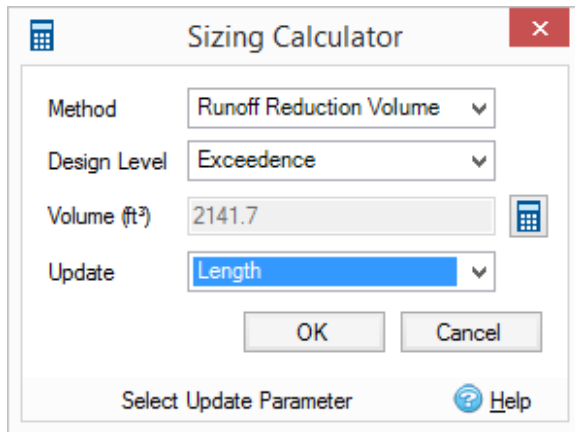 Sizing Calculator
Method Runoff Reduction Volume
Design Level Exceedence
Volume (ft³) 2141.7
Update Length
OK Cancel
Select Update Parameter Help